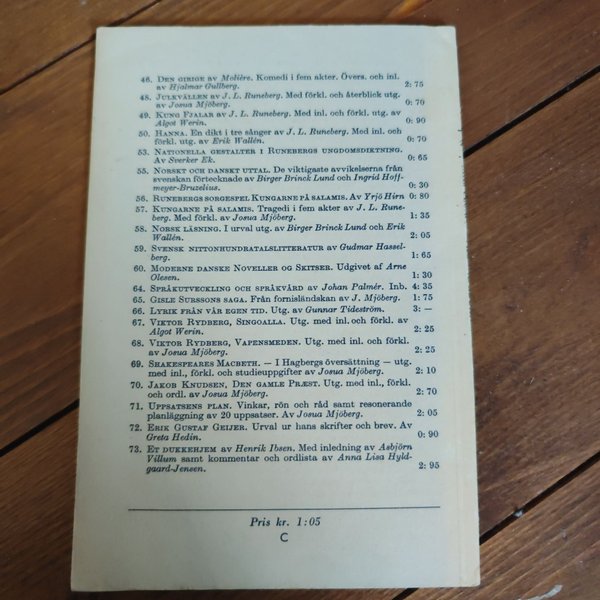 46. Den girige av Molière. Komedi i fem akter. Övers. och inl.
av Hjalmar Gullberg. 2: 75
48. Julkvällen av J. L. Runeberg. Med förkl. och återblick utg.
av Josua Mjöberg. 0: 70
49. Kung Fjalar av J. L. Runeberg. Med inl. och förkl. utg. av
Algot Werin. 0: 90
50. Hanna. En dikt i tre sånger av J. L. Runeberg. Med inl. och
förkl. utg. av Erik Wallén. 0: 70
53. Nationella gestalter i Runebergs ungdomsdiktning.
Av Sverker Ek. 0: 65
55. Norskt och danskt uttal. De viktigaste avvikelserna från
svenskan förtecknade av Birger Brinck Lund och Ingrid Hoff-
meyer-Bruzelius. 0: 30
56. Runebergs sorgespel Kungarne på Salamis. Av Yrjö Hirn 0: 80
57. Kungarne på Salamis. Tragedi i fem akter av J. L. Rune-
berg. Med förkl. av Josua Mjöberg. 1: 35
58. Norsk läsning. I urval utg. av Birger Brinck Lund och Erik
Wallén. 2: 05
59. Svensk nittonhundratalslitteratur av Gudmar Hassel-
berg. 1: 65
60. Moderne danske Noveller og Skitser. Udgivet af Arne
Olesen. 1: 30
64. Språkutveckling och språkvård av Johan Palmér. Inb. 4: 35
65. Gisle Surssons saga. Från fornisländskan av J. Mjöberg. 1: 75
66. Lyrik från vår egen tid. Utg. av Gunnar Tideström. 3: —
67. Viktor Rydberg, Singoalla. Utg. med inl. och förkl. av
Algot Werin. 2: 25
68. Viktor Rydberg, Vapensmeden. Utg. med inl. och förkl.
av Josua Mjöberg. 2: 25
69. Shakespeares Macbeth. — I Hagbergs översättning — utg.
med inl., förkl. och studieuppgifter av Josua Mjöberg. 2: 10
70. Jakob Knudsen, Den gamle Præst. Utg. med inl., förkl.
och ordl. av Josua Mjöberg. 2: 70
71. Uppsatsens plan. Vinkar, rön och råd samt resonerande
planläggning av 20 uppsatser. Av Josua Mjöberg. 2: 05
72. Erik Gustaf Geijer. Urval ur hans skrifter och brev. Av
Greta Hedin. 0: 90
73. Et dukkehjem av Henrik Ibsen. Med inledning av Asbjörn
Villum samt kommentar och ordlista av Anna Lisa Hyld-
gaard-Jensen. 2: 95
Pris kr. 1: 05
C